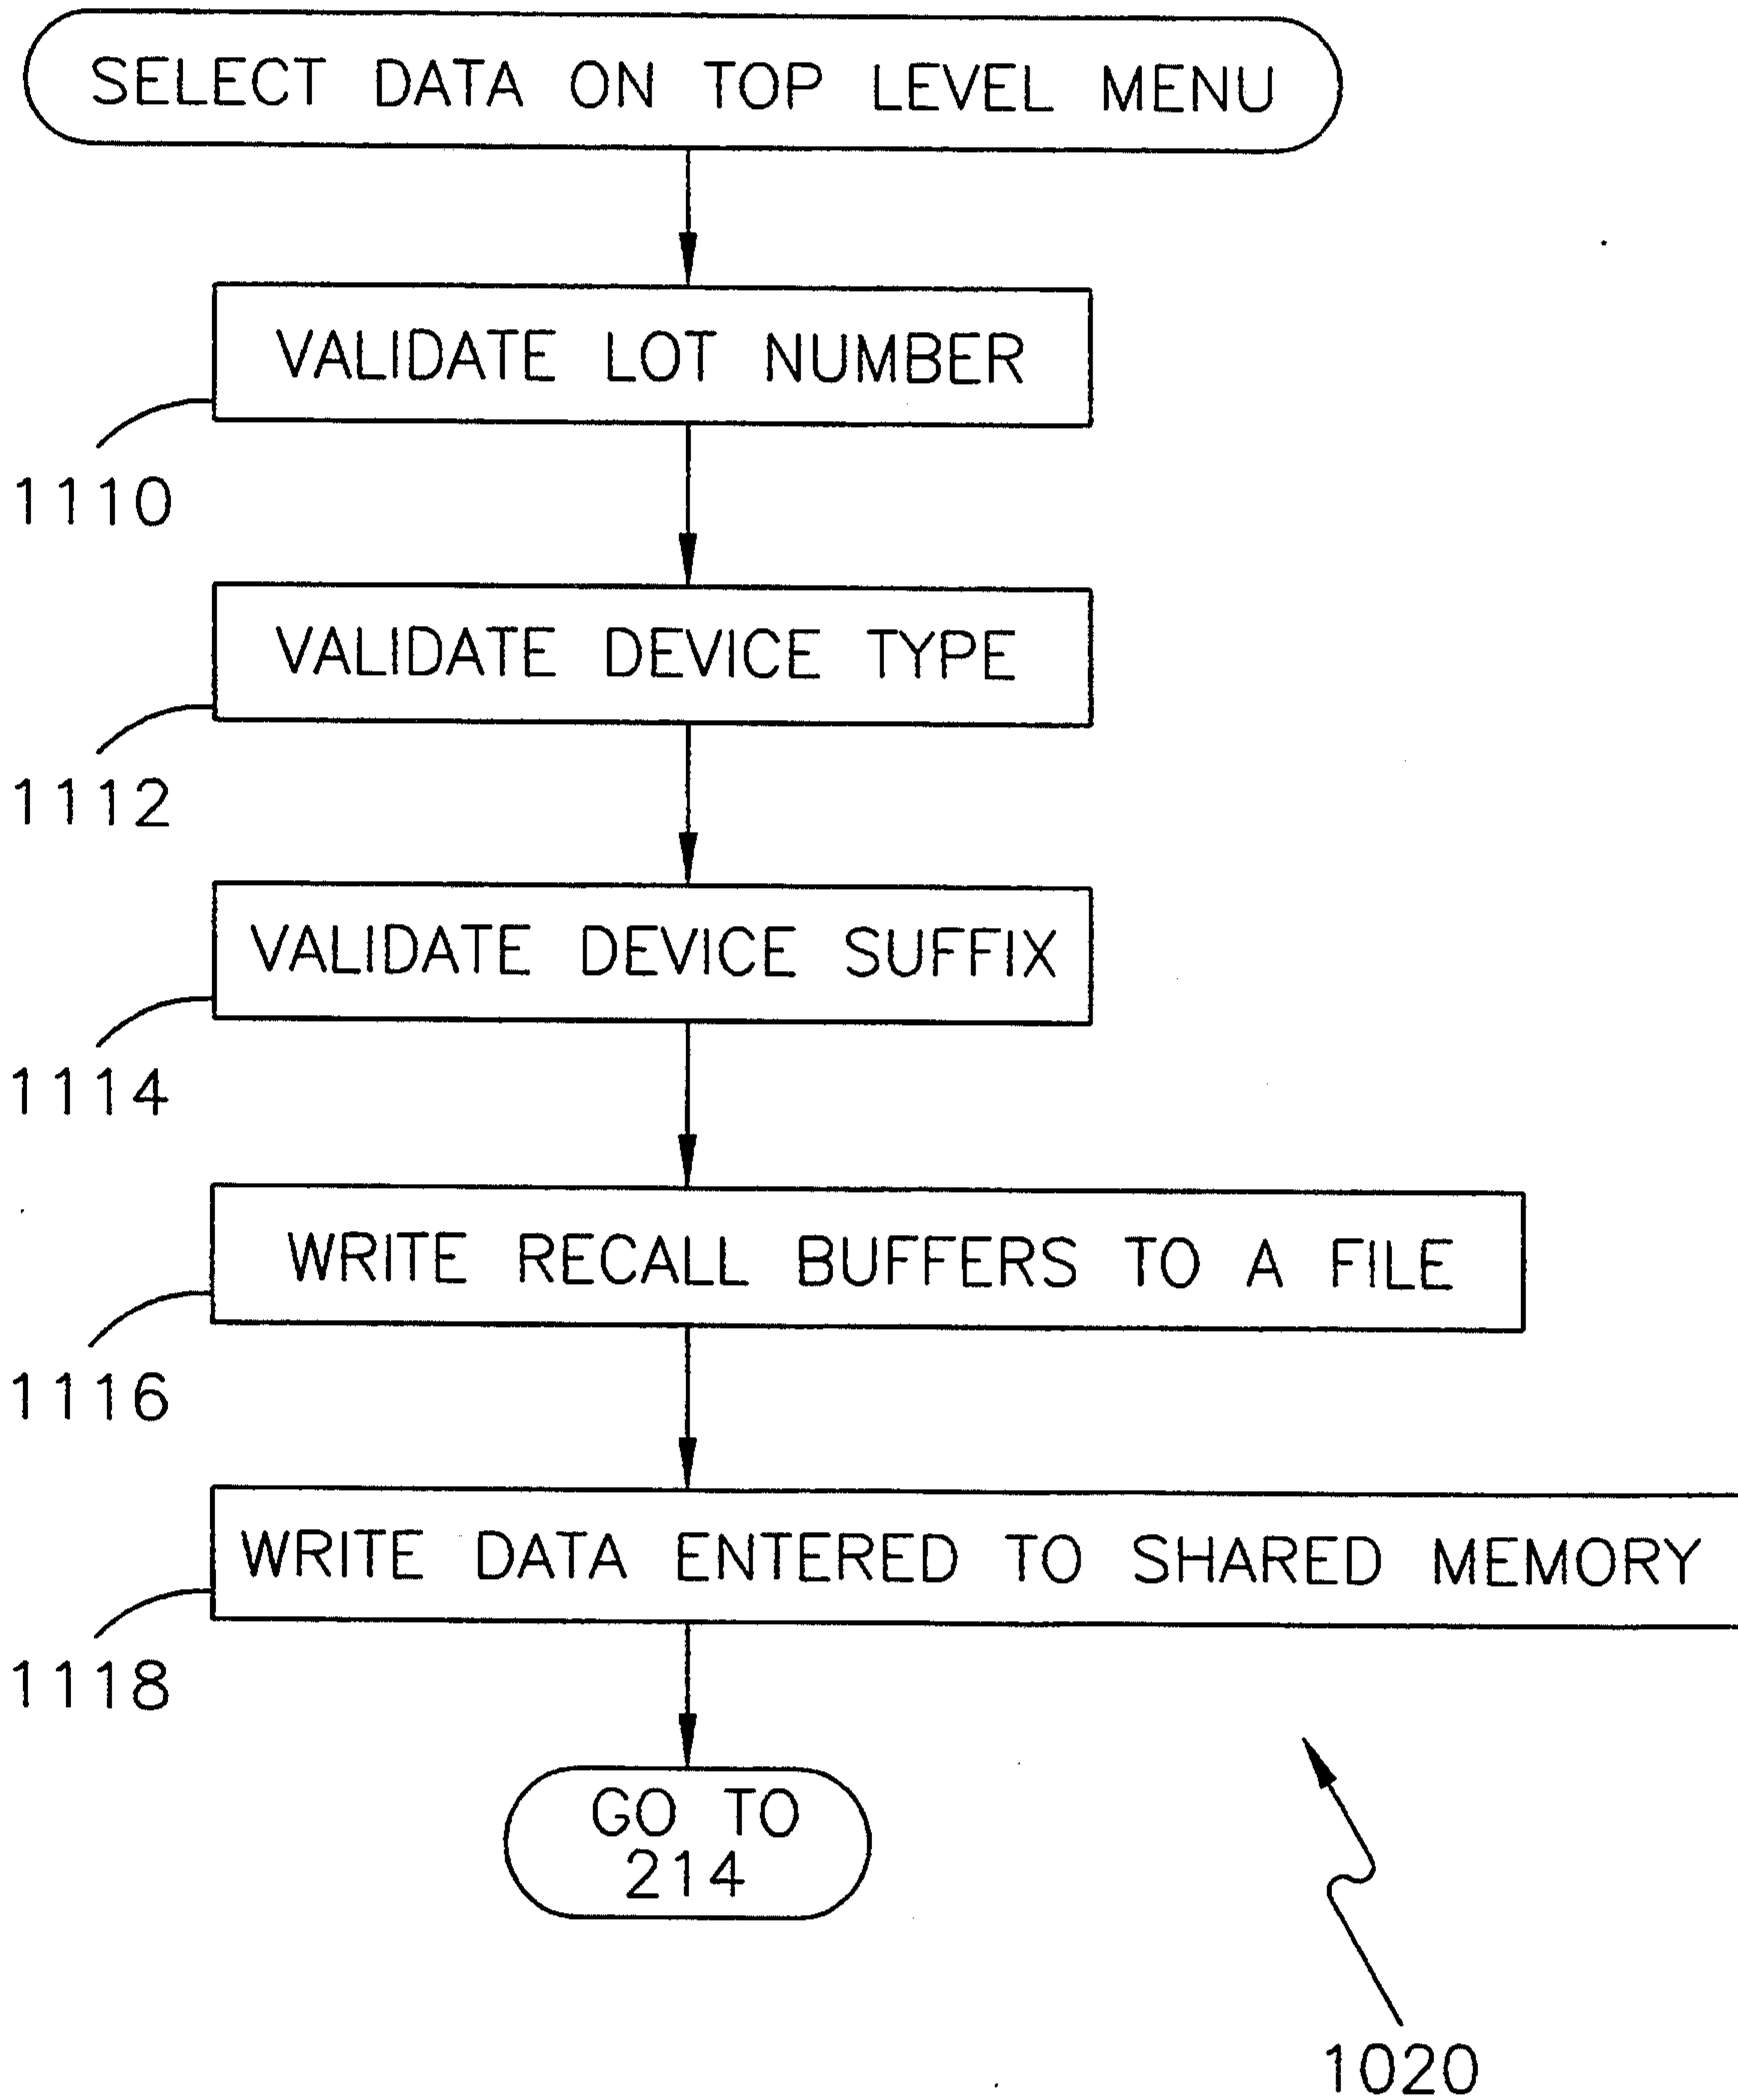 SELECT DATA ON TOP LEVEL MENU
VALIDATE LOT NUMBER
1110
VALIDATE DEVICE TYPE
1112
VALIDATE DEVICE SUFFIX
1114
WRITE RECALL BUFFERS TO A FILE
1116
WRITE DATA ENTERED TO SHARED MEMORY
1118
GO TO
214
1020